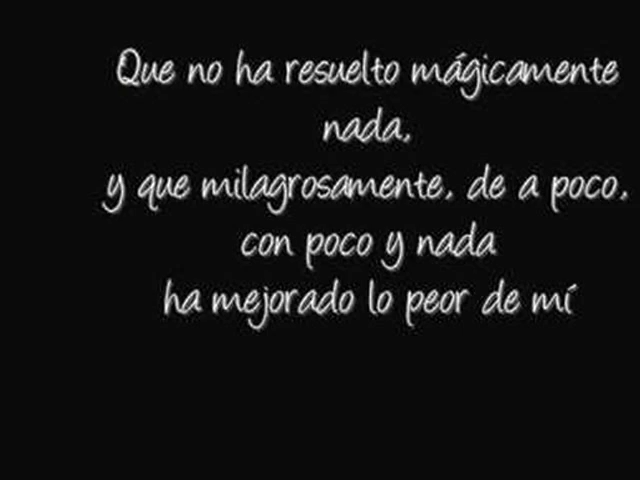 Que no ha resuelto mágicamente
nada,
y que milagrosamente, de a poco,
con poco y nada
ha mejorado lo peor de mí